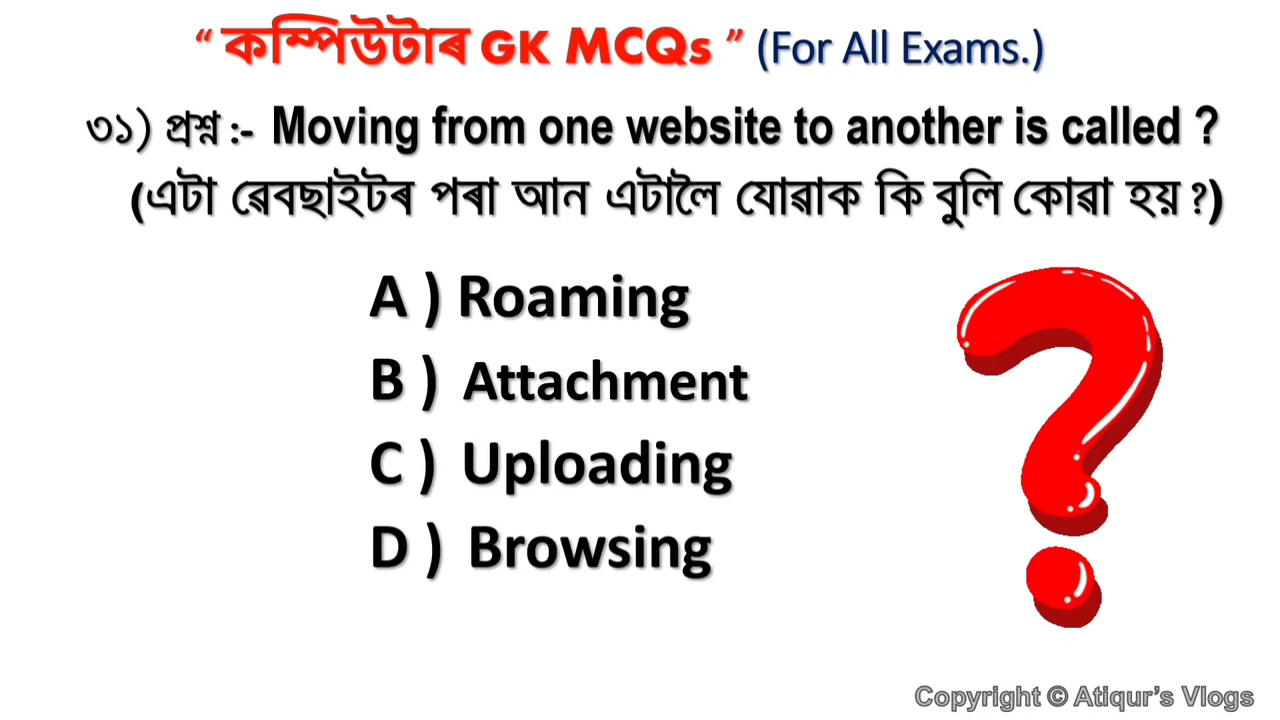 “ কম্পিউটাৰ GK MCQs ” (For All Exams.)
৩১) প্ৰশ্ন :- Moving from one website to another is called ?
(এটা ৱেবছাইটৰ পৰা আন এটালৈ যোৱাক কি বুলি কোৱা হয় ?)
A ) Roaming
B ) Attachment
C ) Uploading
D ) Browsing
Copyright © Atiqur’s Vlogs